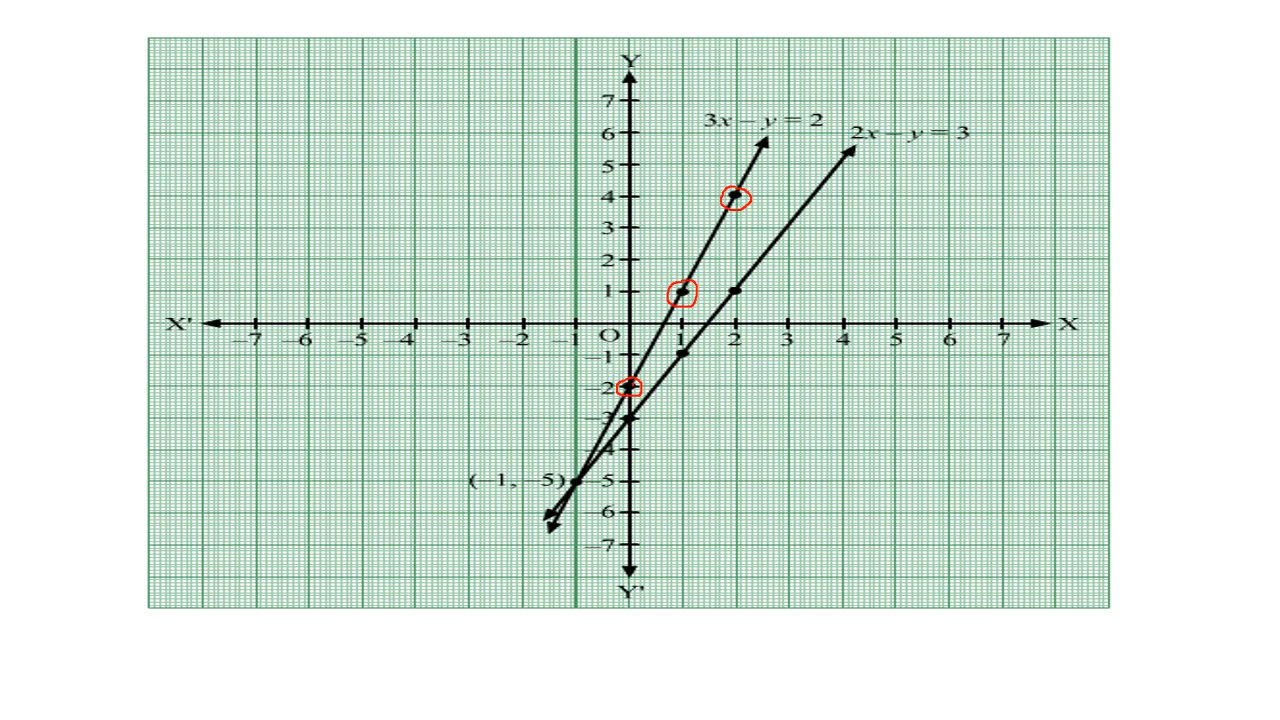 Y
7
3x − y = 2
6
2x − y = 3
5
4
3
2
1
X' −7 −6 −5 −4 −3 −2 −1 O 1 2 3 4 5 6 7 X
−1
−2
−3
−4
(−1, −5) −5
−6
−7
Y'